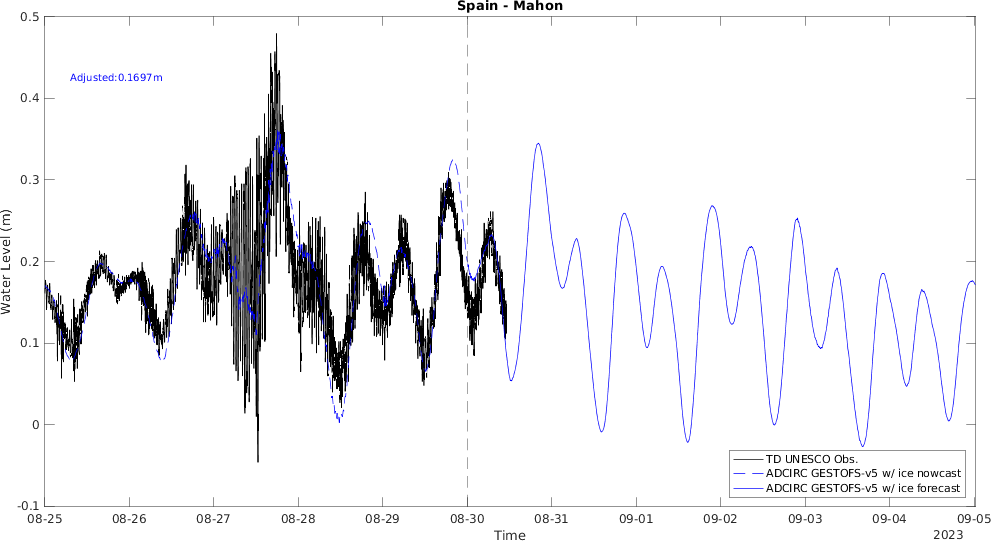 Spain - Mahon
0.5
0.4
0.3
0.2
0.1
0
-0.1
Water Level (m)
Adjusted:0.1697m
TD UNESCO Obs.
ADCIRC GESTOFS-v5 w/ ice nowcast
ADCIRC GESTOFS-v5 w/ ice forecast
08-25 08-26 08-27 08-28 08-29 08-30 08-31 09-01 09-02 09-03 09-04 09-05
Time
2023